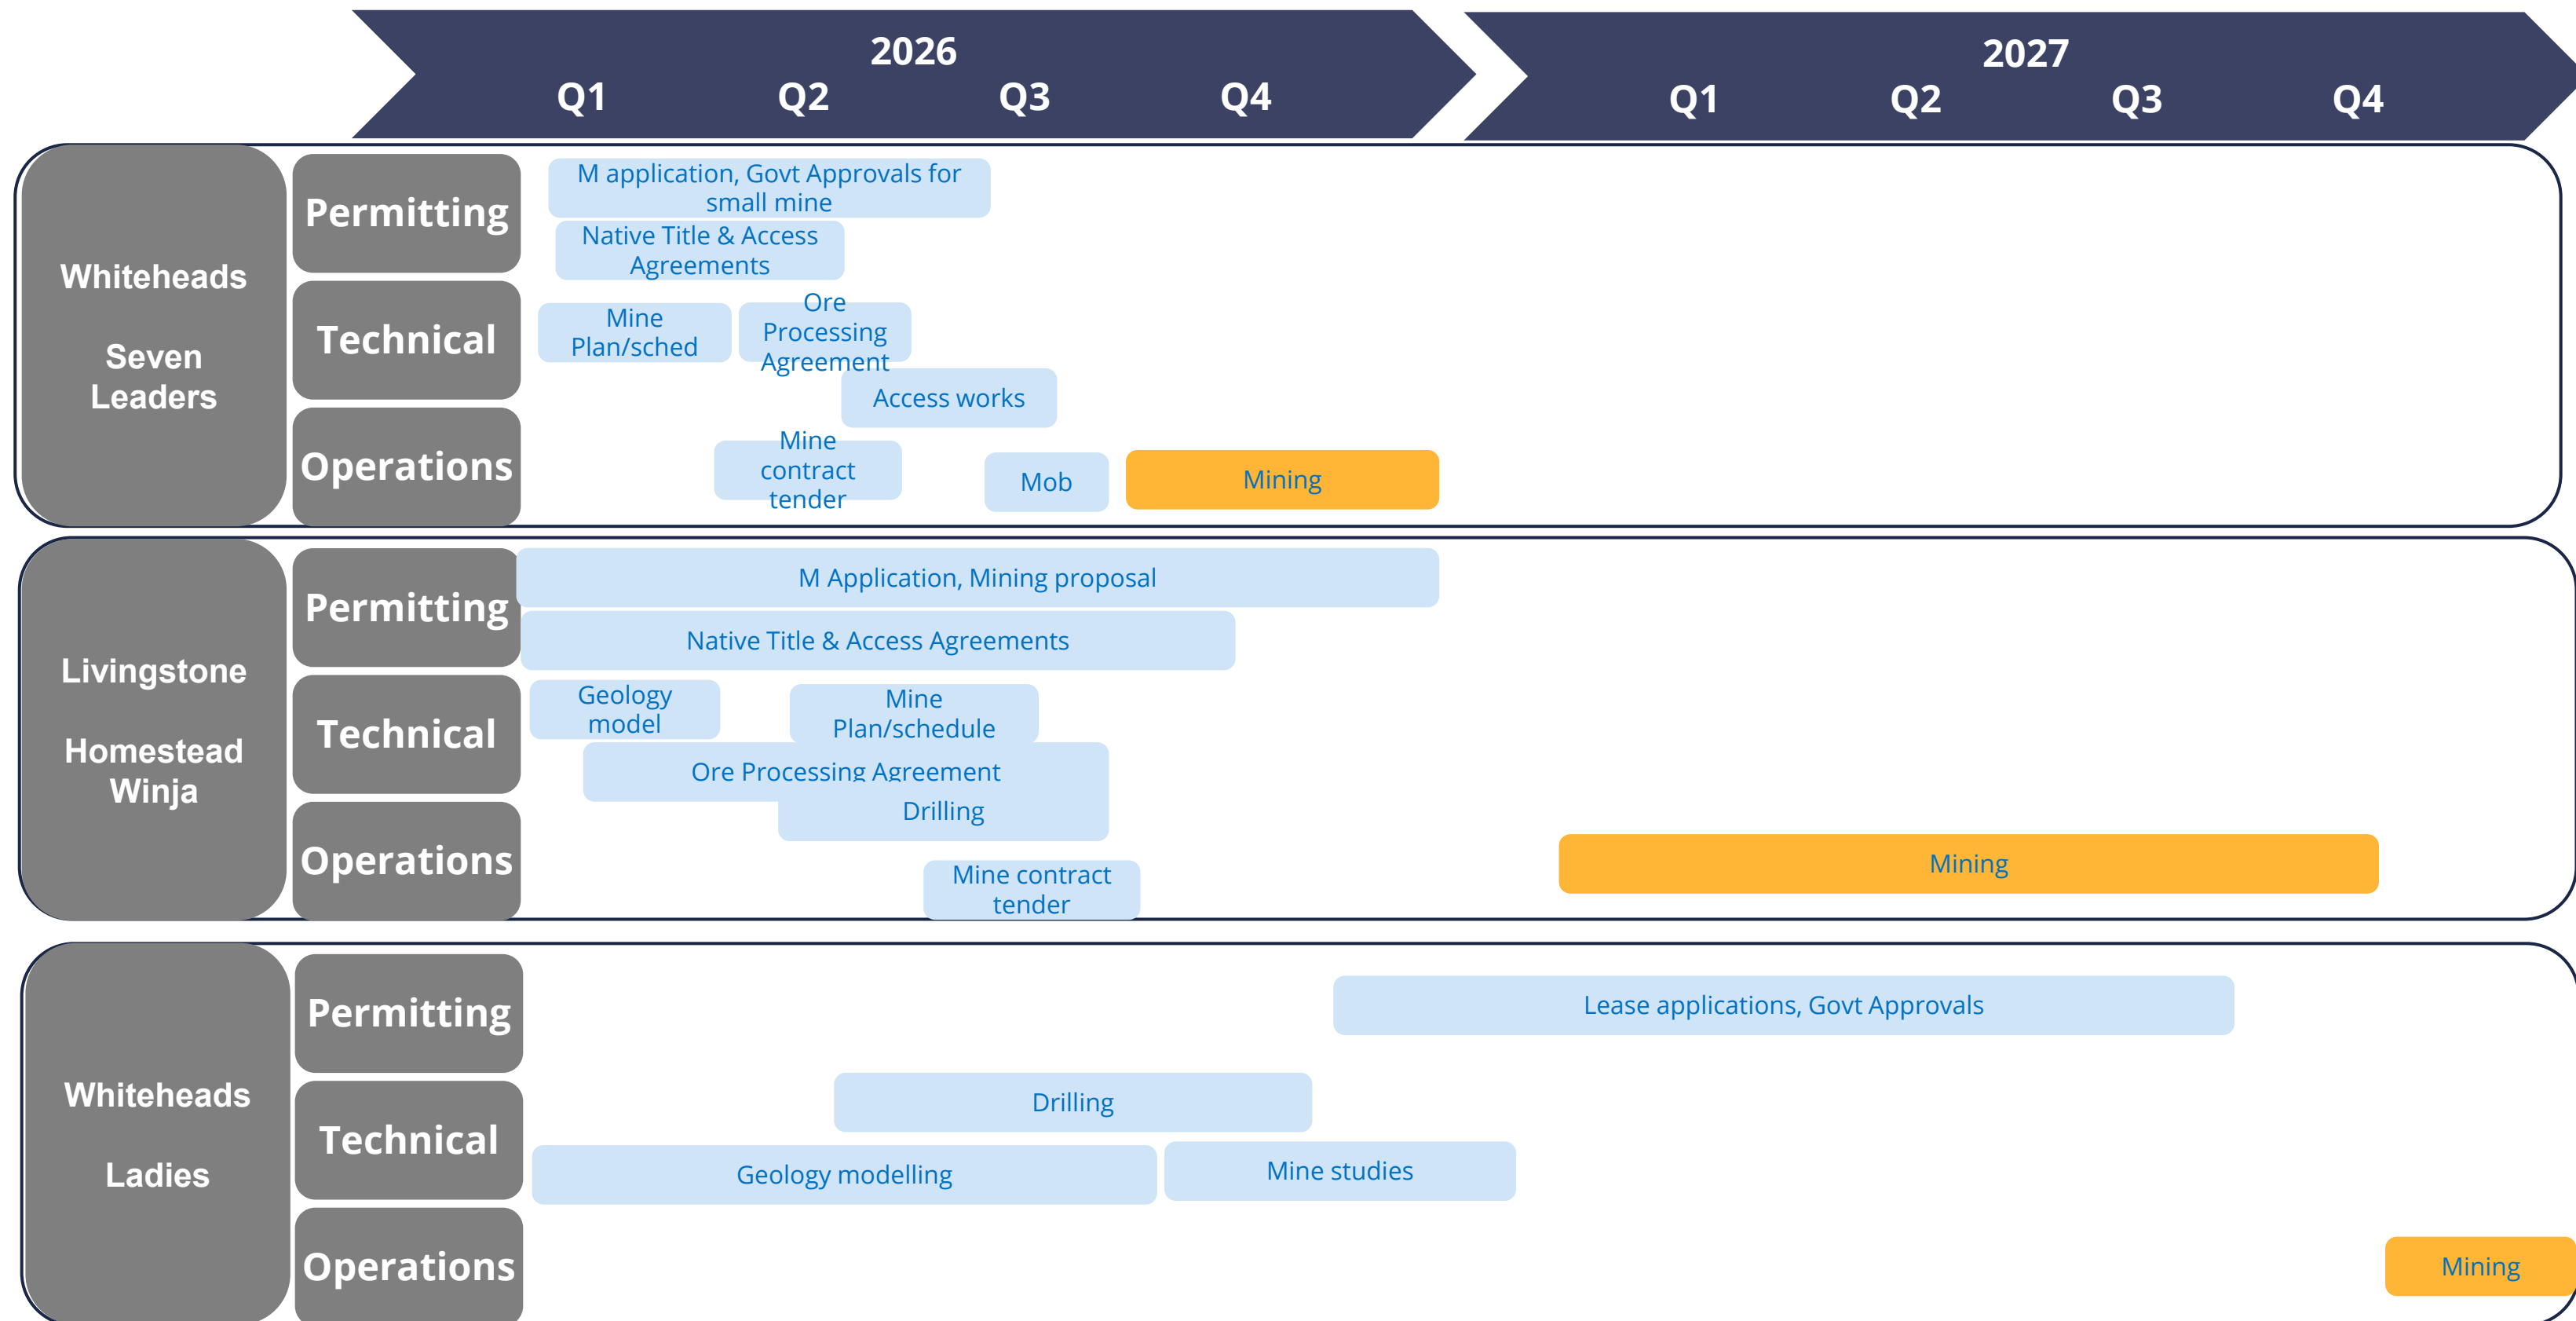 2026
Q1 Q2 Q3 Q4
2027
Q1 Q2 Q3 Q4
Whiteheads
Seven
Leaders
Permitting
M application, Govt Approvals for
small mine
Native Title & Access
Agreements
Technical
Mine
Plan/sched
Ore
Processing
Agreement
Access works
Operations
Mine
contract
tender
Mob
Mining
Livingstone
Homestead
Winja
Permitting
M Application, Mining proposal
Native Title & Access Agreements
Technical
Geology
model
Mine
Plan/schedule
Ore Processing Agreement
Drilling
Operations
Mine contract
tender
Mining
Whiteheads
Ladies
Permitting
Lease applications, Govt Approvals
Technical
Drilling
Geology modelling
Mine studies
Operations
Mining